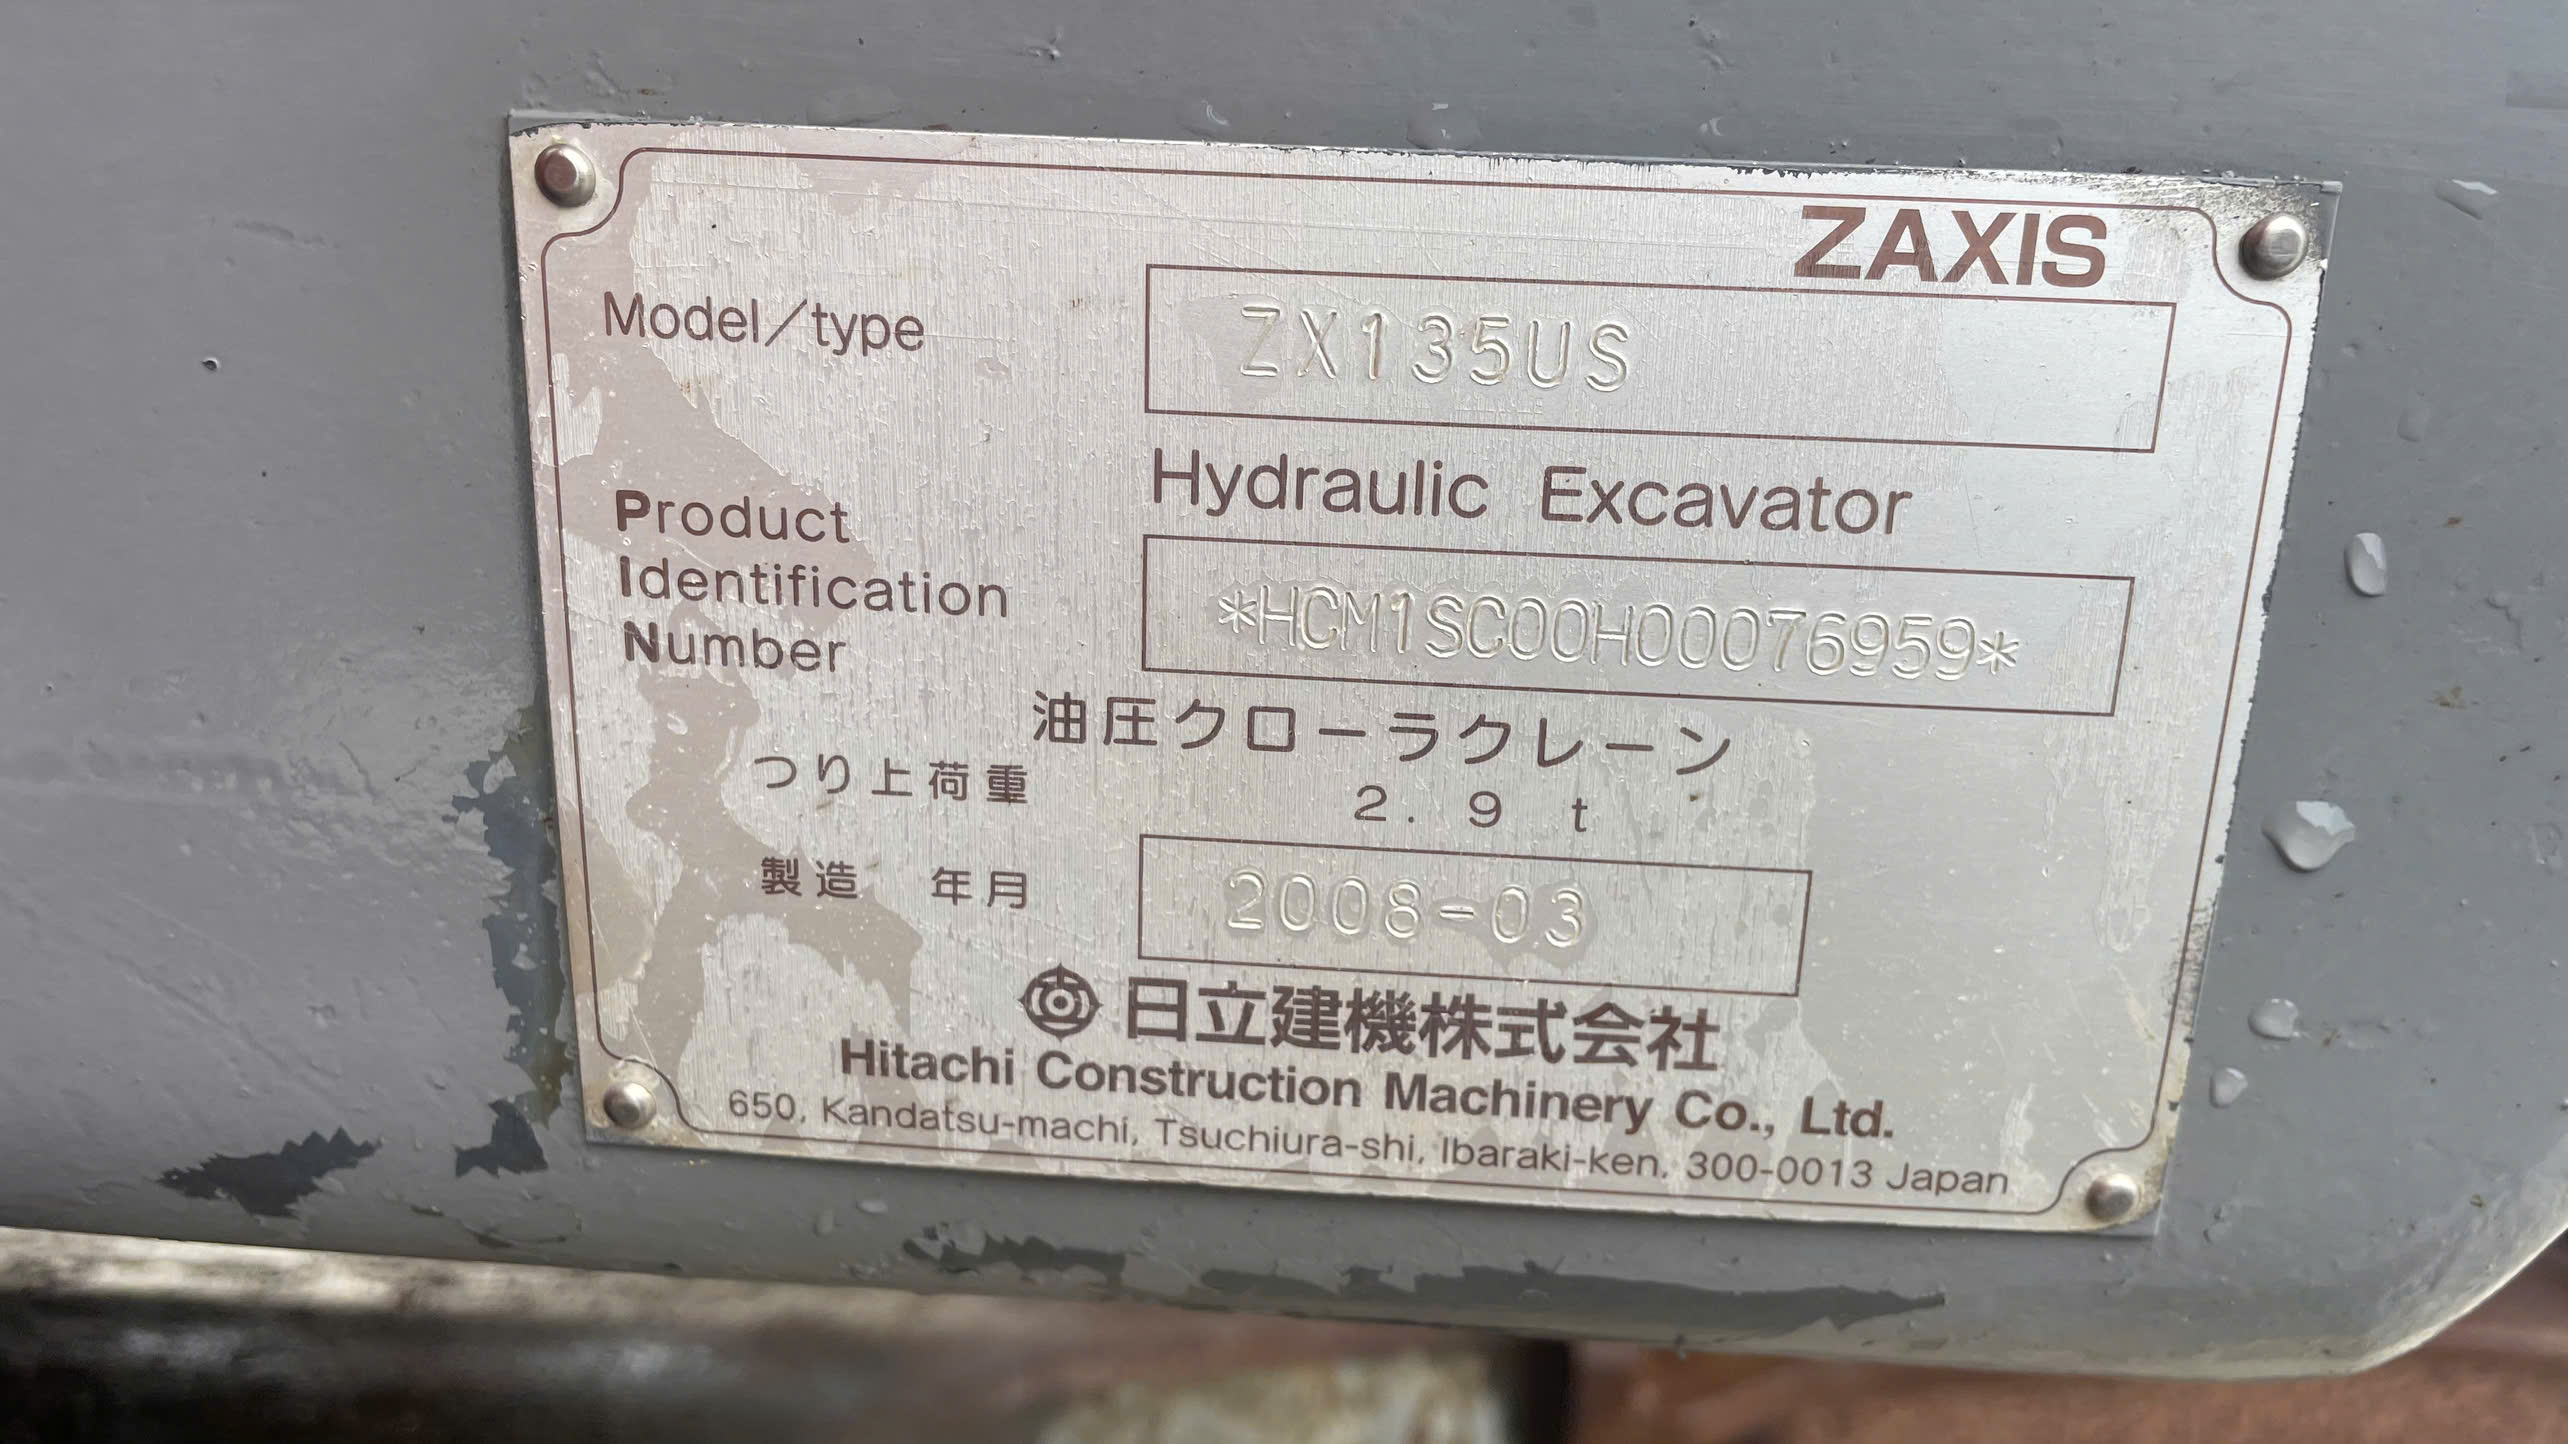 ZAXIS
Model/type ZX135US
Hydraulic Excavator
Product
Identification
Number
*HCM1SC00H00076959*
油圧クローラクレーン
つり上荷重 2. 9 t
製造 年月 2008-03
日立建機株式会社
Hitachi Construction Machinery Co., Ltd.
650, Kandatsu-machi, Tsuchiura-shi, Ibaraki-ken, 300-0013 Japan